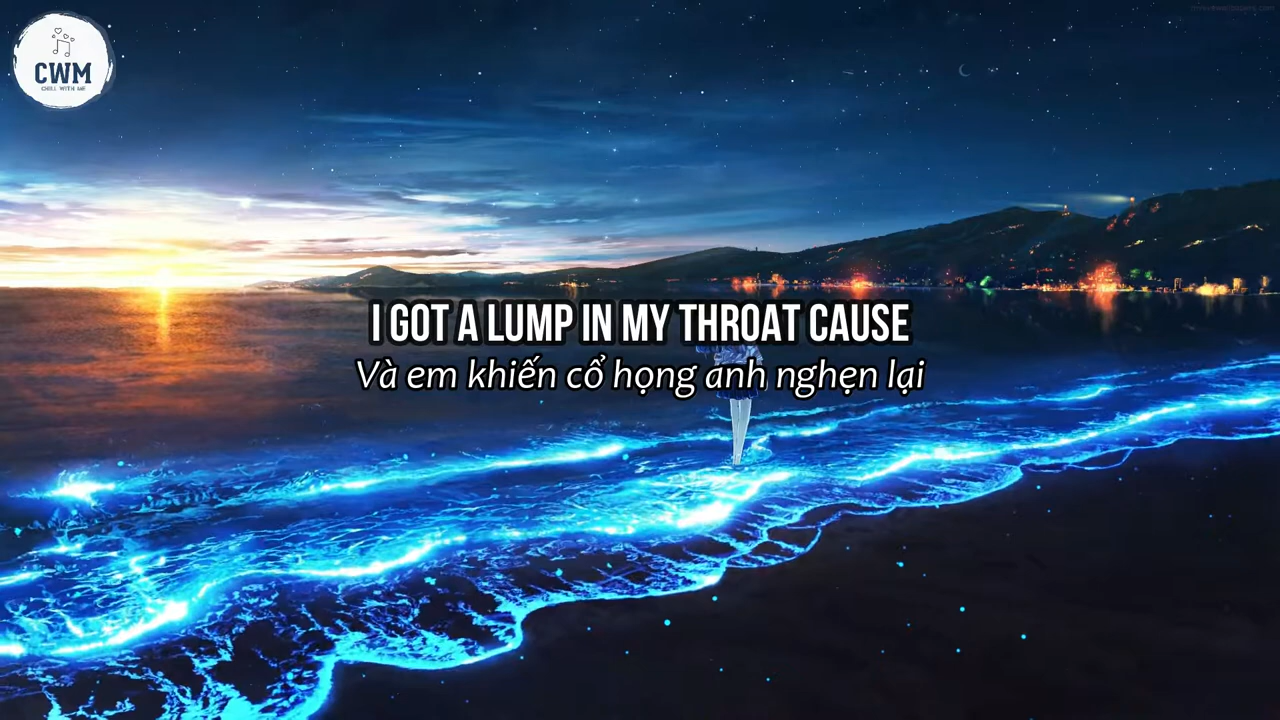 CWM
CHILL WITH ME
I GOT A LUMP IN MY THROAT CAUSE
Và em khiến cổ họng anh nghẹn lại